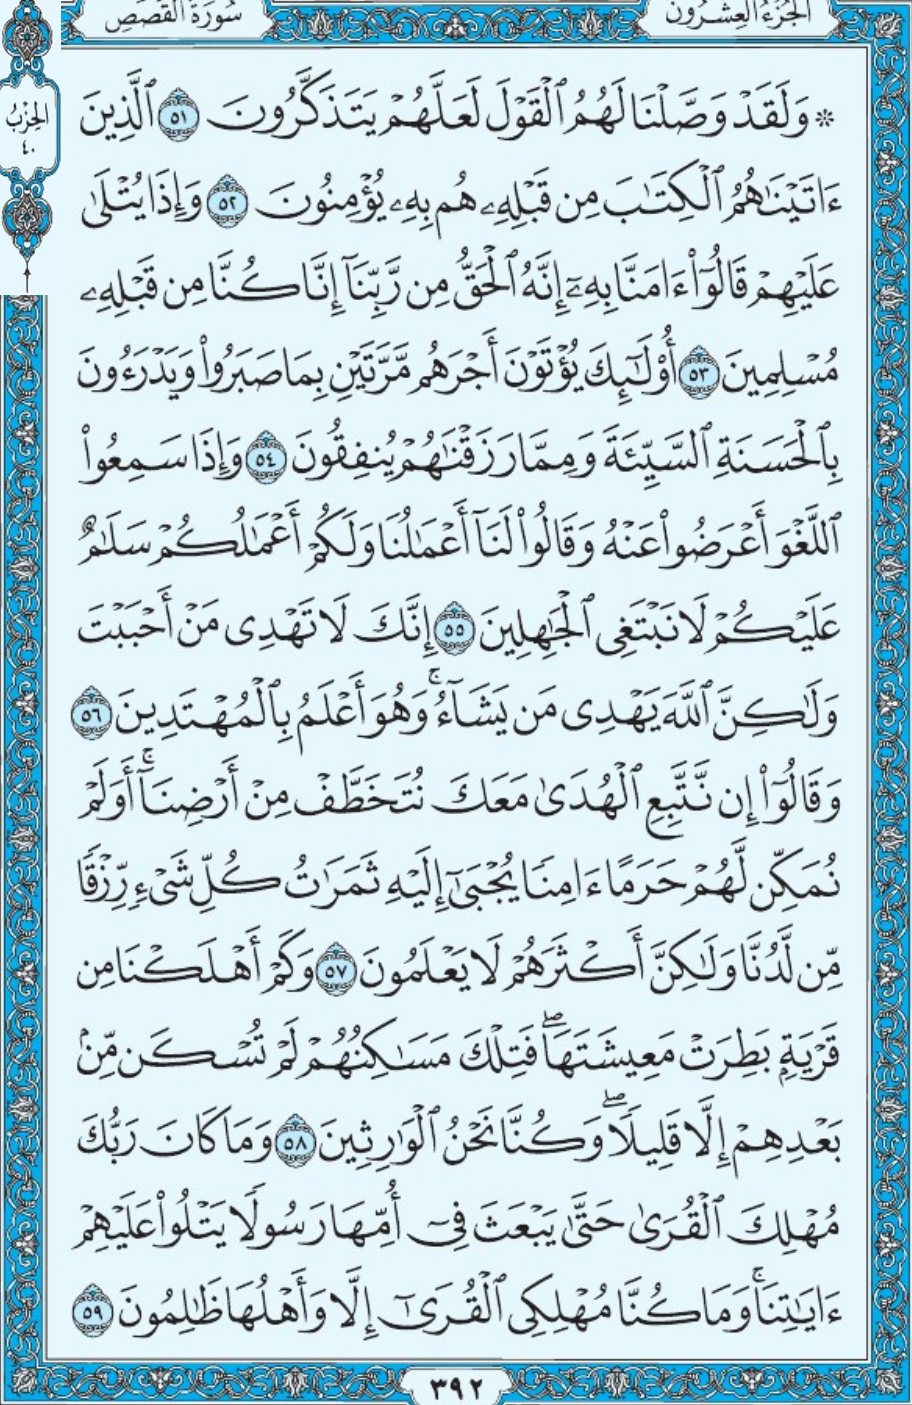 الجُزْءُ العِشْرُونَ
سُورَةُ القَصَصِ
الحِزْبُ
٤٠
۞ وَلَقَدْ وَصَّلْنَا لَهُمُ ٱلْقَوْلَ لَعَلَّهُمْ يَتَذَكَّرُونَ ٥١ ٱلَّذِينَ
ءَاتَيْنَٰهُمُ ٱلْكِتَٰبَ مِن قَبْلِهِۦ هُم بِهِۦ يُؤْمِنُونَ ٥٢ وَإِذَا يُتْلَىٰ
عَلَيْهِمْ قَالُوٓا۟ ءَامَنَّا بِهِۦٓ إِنَّهُ ٱلْحَقُّ مِن رَّبِّنَآ إِنَّا كُنَّا مِن قَبْلِهِۦ
مُسْلِمِينَ ٥٣ أُو۟لَٰٓئِكَ يُؤْتَوْنَ أَجْرَهُم مَّرَّتَيْنِ بِمَا صَبَرُوا۟ وَيَدْرَءُونَ
بِٱلْحَسَنَةِ ٱلسَّيِّئَةَ وَمِمَّا رَزَقْنَٰهُمْ يُنفِقُونَ ٥٤ وَإِذَا سَمِعُوا۟
ٱللَّغْوَ أَعْرَضُوا۟ عَنْهُ وَقَالُوا۟ لَنَآ أَعْمَٰلُنَا وَلَكُمْ أَعْمَٰلُكُمْ سَلَٰمٌ
عَلَيْكُمْ لَا نَبْتَغِى ٱلْجَٰهِلِينَ ٥٥ إِنَّكَ لَا تَهْدِى مَنْ أَحْبَبْتَ
وَلَٰكِنَّ ٱللَّهَ يَهْدِى مَن يَشَآءُ ۚ وَهُوَ أَعْلَمُ بِٱلْمُهْتَدِينَ ٥٦
وَقَالُوٓا۟ إِن نَّتَّبِعِ ٱلْهُدَىٰ مَعَكَ نُتَخَطَّفْ مِنْ أَرْضِنَآ ۚ أَوَلَمْ
نُمَكِّن لَّهُمْ حَرَمًا ءَامِنًا يُجْبَىٰٓ إِلَيْهِ ثَمَرَٰتُ كُلِّ شَىْءٍ رِّزْقًا
مِّن لَّدُنَّا وَلَٰكِنَّ أَكْثَرَهُمْ لَا يَعْلَمُونَ ٥٧ وَكَمْ أَهْلَكْنَا مِن
قَرْيَةٍۭ بَطِرَتْ مَعِيشَتَهَا ۖ فَتِلْكَ مَسَٰكِنُهُمْ لَمْ تُسْكَن مِّنۢ
بَعْدِهِمْ إِلَّا قَلِيلًا ۖ وَكُنَّا نَحْنُ ٱلْوَٰرِثِينَ ٥٨ وَمَا كَانَ رَبُّكَ
مُهْلِكَ ٱلْقُرَىٰ حَتَّىٰ يَبْعَثَ فِىٓ أُمِّهَا رَسُولًا يَتْلُوا۟ عَلَيْهِمْ
ءَايَٰتِنَا ۚ وَمَا كُنَّا مُهْلِكِى ٱلْقُرَىٰٓ إِلَّا وَأَهْلُهَا ظَٰلِمُونَ ٥٩
٣٩٢